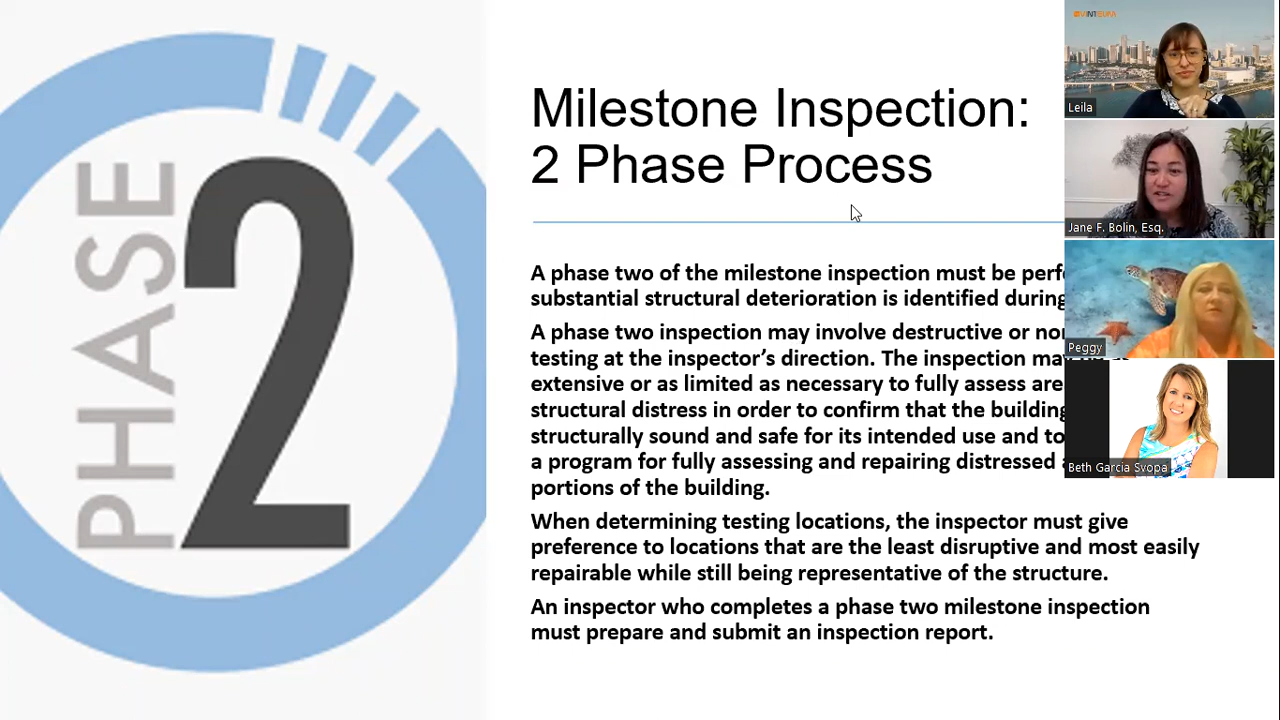 PHASE
2
Milestone Inspection:
2 Phase Process
A phase two of the milestone inspection must be
substantial structural deterioration is identified during
A phase two inspection may involve destructive or
testing at the inspector’s direction. The inspection
extensive or as limited as necessary to fully assess
structural distress in order to confirm that the building
structurally sound and safe for its intended use and to
a program for fully assessing and repairing distressed
portions of the building.
When determining testing locations, the inspector must give
preference to locations that are the least disruptive and most easily
repairable while still being representative of the structure.
An inspector who completes a phase two milestone inspection
must prepare and submit an inspection report.
Leila
Jane F. Bolin, Esq.
Peggy
Beth Garcia Svopa